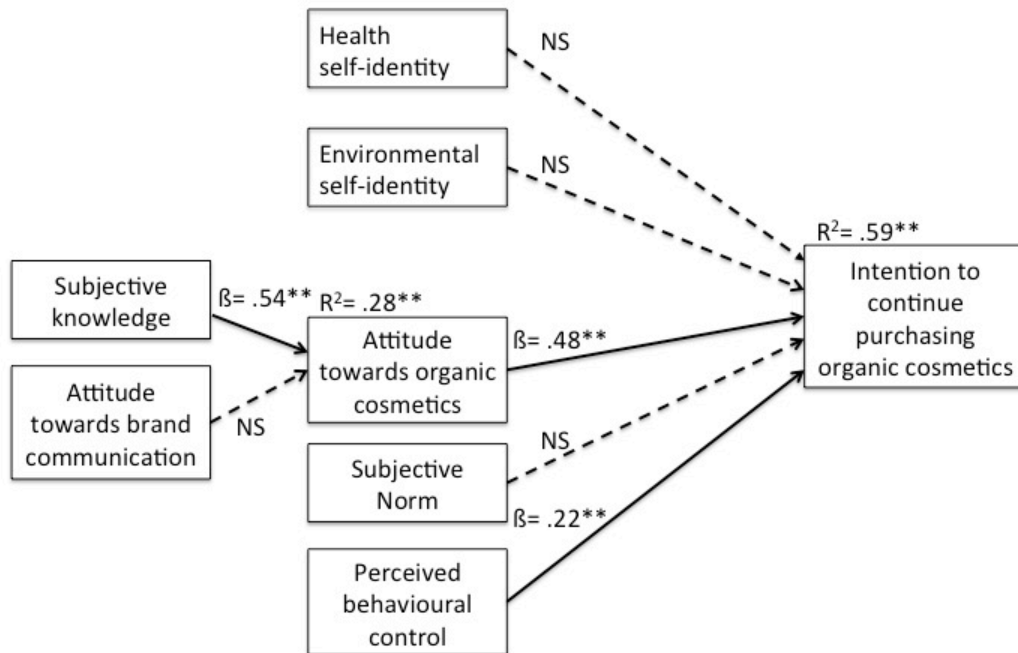 Health
self-identity
NS
Environmental
self-identity
NS
R²= .59**
Intention to
continue
purchasing
organic cosmetics
Subjective
knowledge
ß= .54**
R²= .28**
Attitude
towards organic
cosmetics
ß= .48**
Attitude
towards brand
communication
NS
Subjective
Norm
NS
ß= .22**
Perceived
behavioural
control